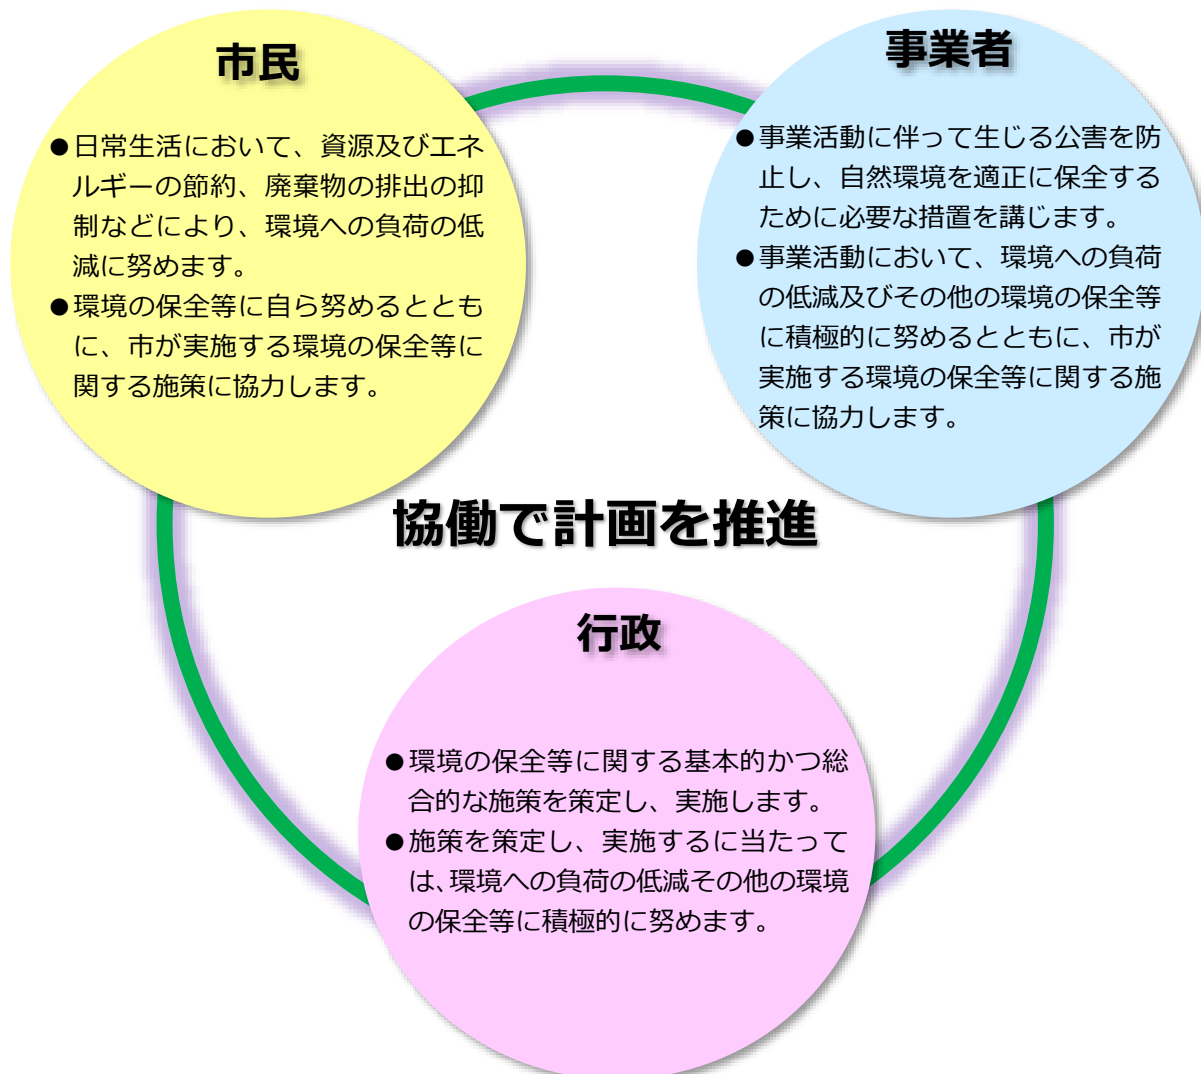 市民
●日常生活において、資源及びエネ
ルギーの節約、廃棄物の排出の抑
制などにより、環境への負荷の低
減に努めます。
●環境の保全等に自ら努めるととも
に、市が実施する環境の保全等に
関する施策に協力します。
事業者
●事業活動に伴って生じる公害を防
止し、自然環境を適正に保全する
ために必要な措置を講じます。
●事業活動において、環境への負荷
の低減及びその他の環境の保全等
に積極的に努めるとともに、市が
実施する環境の保全等に関する施
策に協力します。
協働で計画を推進
行政
●環境の保全等に関する基本的かつ総
合的な施策を策定し、実施します。
●施策を策定し、実施するに当たって
は、環境への負荷の低減その他の環境
の保全等に積極的に努めます。